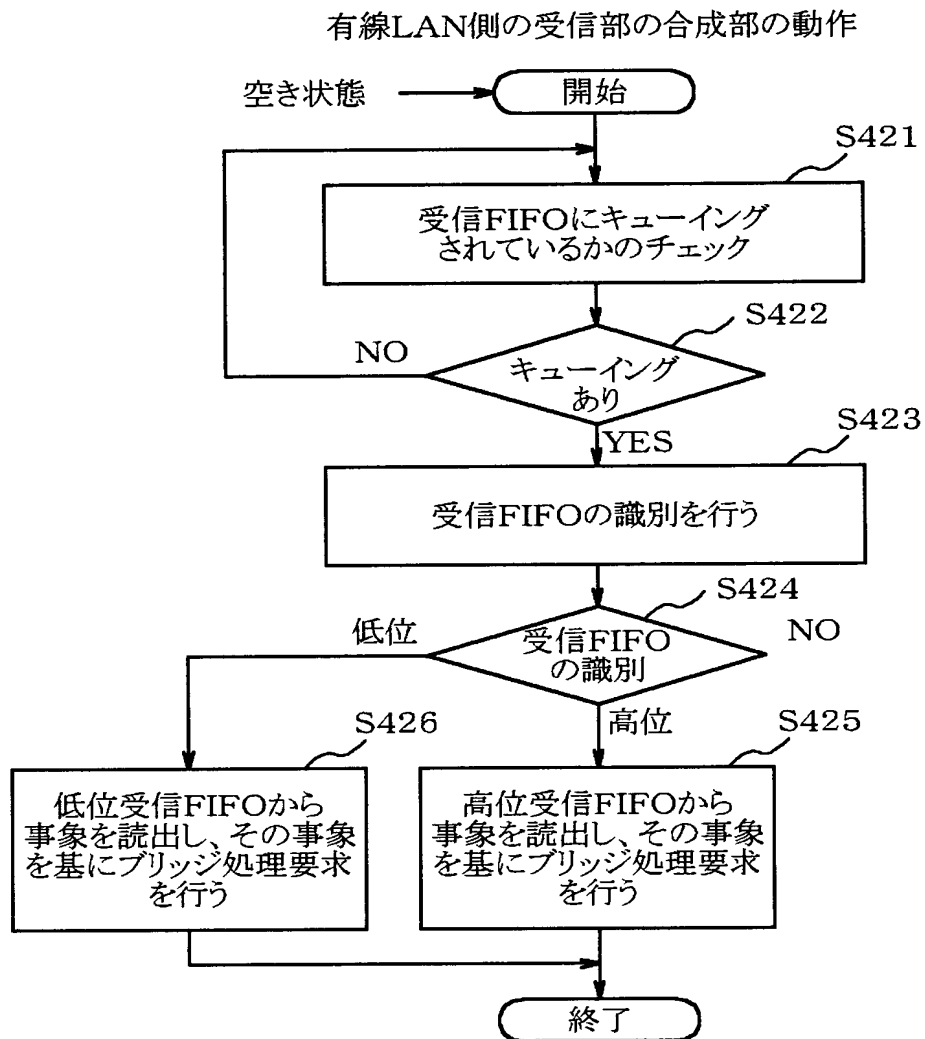 有線LAN側の受信部の合成部の動作
空き状態
開始
S421
受信FIFOにキューイング
されているかのチェック
S422
NO
キューイング
あり
YES
S423
受信FIFOの識別を行う
S424
低位
受信FIFO
の識別
NO
高位
S426
S425
低位受信FIFOから
事象を読出し、その事象
を基にブリッジ処理要求
を行う
高位受信FIFOから
事象を読出し、その事象
を基にブリッジ処理要求
を行う
終了